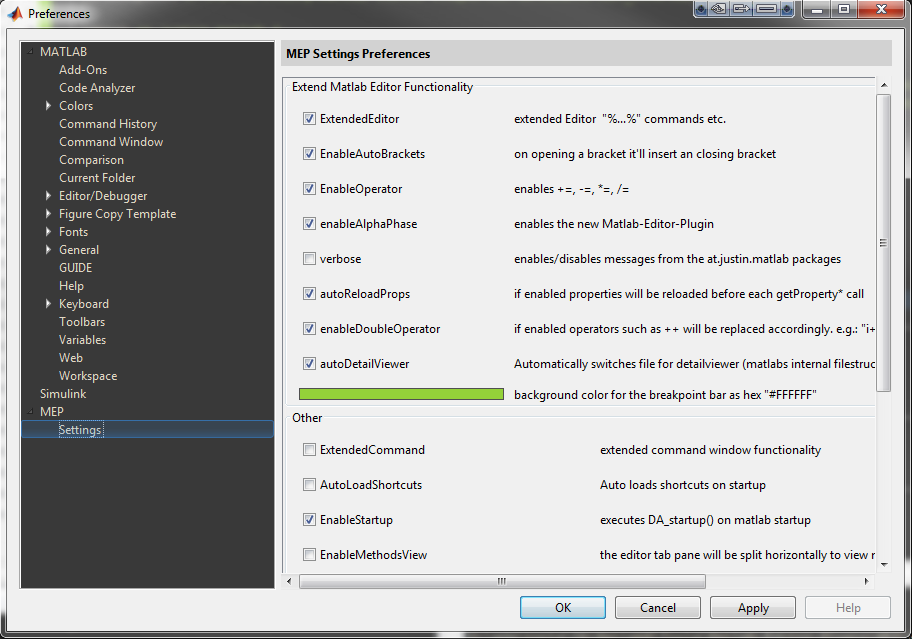 Preferences
MATLAB
Add-Ons
Code Analyzer
Colors
Command History
Command Window
Comparison
Current Folder
Editor/Debugger
Figure Copy Template
Fonts
General
GUIDE
Help
Keyboard
Toolbars
Variables
Web
Workspace
Simulink
MEP
Settings
MEP Settings Preferences
Extend Matlab Editor Functionality
ExtendedEditor extended Editor "%...%" commands etc.
EnableAutoBrackets on opening a bracket it'll insert an closing bracket
EnableOperator enables +=, -=, *=, /=
enableAlphaPhase enables the new Matlab-Editor-Plugin
verbose enables/disables messages from the at.justin.matlab packages
autoReloadProps if enabled properties will be reloaded before each getProperty* call
enableDoubleOperator if enabled operators such as ++ will be replaced accordingly. e.g.: "i+
autoDetailViewer Automatically switches file for detailviewer (matlabs internal filestruc
background color for the breakpoint bar as hex "#FFFFFF"
Other
ExtendedCommand extended command window functionality
AutoLoadShortcuts Auto loads shortcuts on startup
EnableStartup executes DA_startup() on matlab startup
EnableMethodsView the editor tab pane will be split horizontally to view
OK Cancel Apply Help